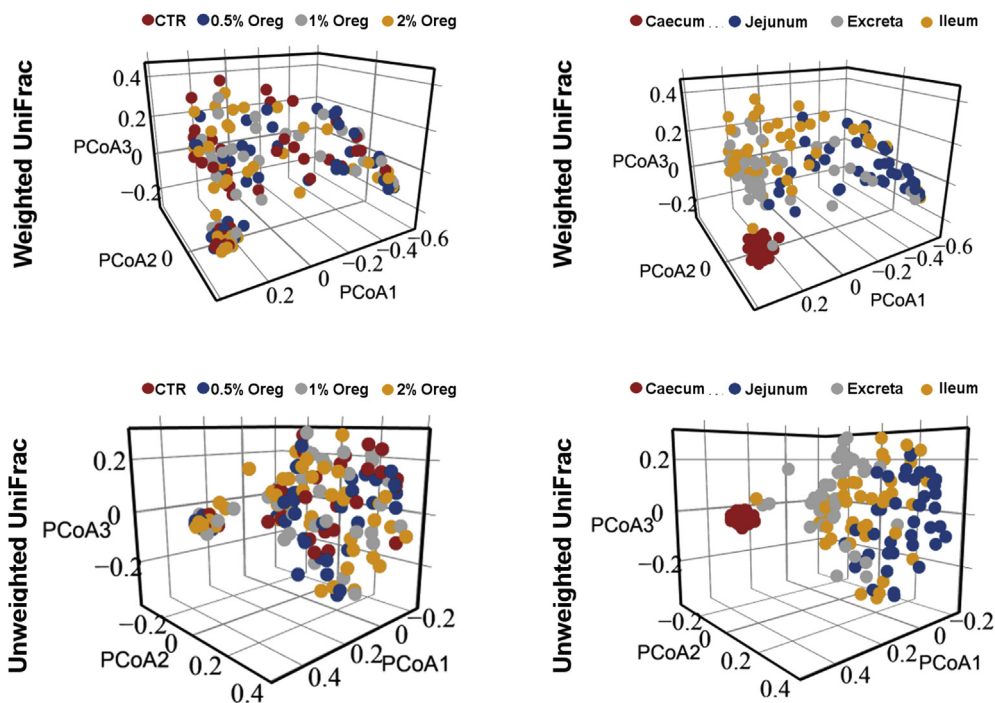 CTR 0.5% Oreg 1% Oreg 2% Oreg
Weighted UniFrac
0.4
0.2
PCoA3
0
−0.2
PCoA2 0
0.2
0
−0.2
−0.4
−0.6
PCoA1
Caecum ... Jejunum Excreta Ileum
Weighted UniFrac
0.4
0.2
PCoA3
0
−0.2
PCoA2 0
0.2
0
−0.2
−0.4
−0.6
PCoA1
CTR 0.5% Oreg 1% Oreg 2% Oreg
Unweighted UniFrac
0.2
PCoA3 0
−0.2
−0.2
0
PCoA2
0.2
0.4
0.4
0.2
0
−0.2
PCoA1
Caecum ... Jejunum Excreta Ileum
Unweighted UniFrac
0.2
PCoA3 0
−0.2
−0.2
0
PCoA2
0.2
0.4
0.4
0.2
0
−0.2
PCoA1